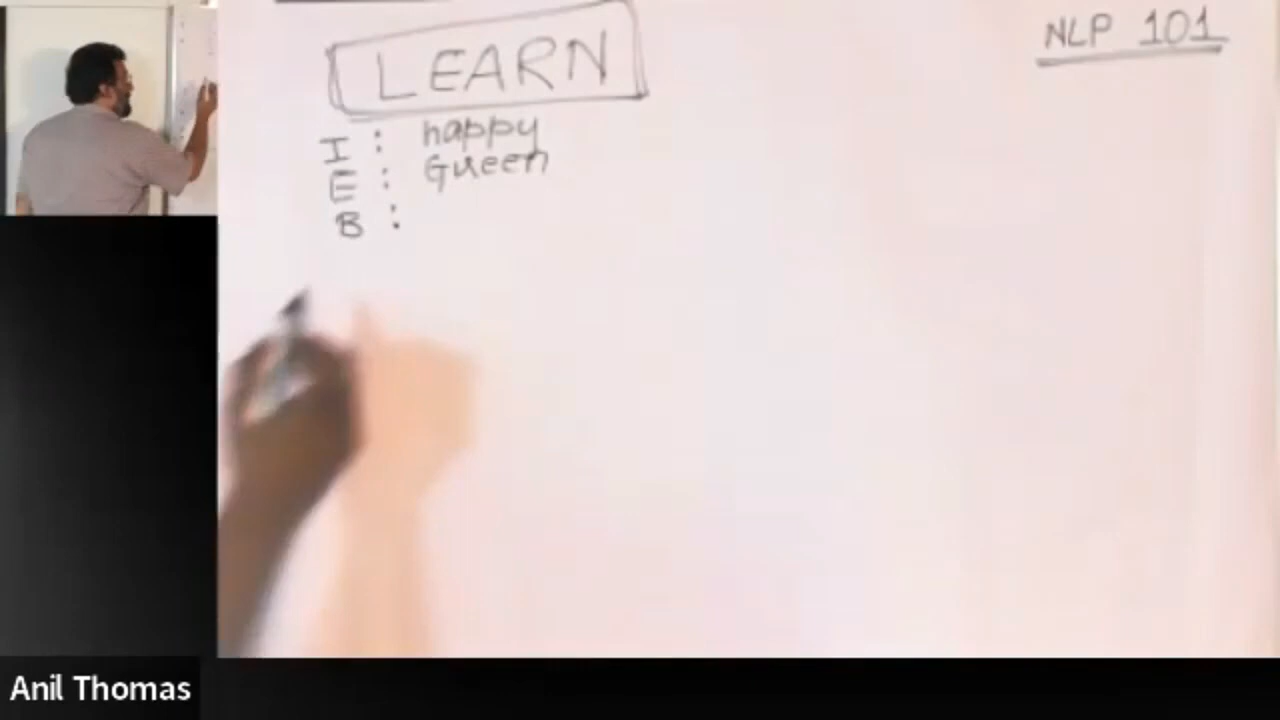 LEARN
NLP 101
I : happy
E : Green
B :
Anil Thomas